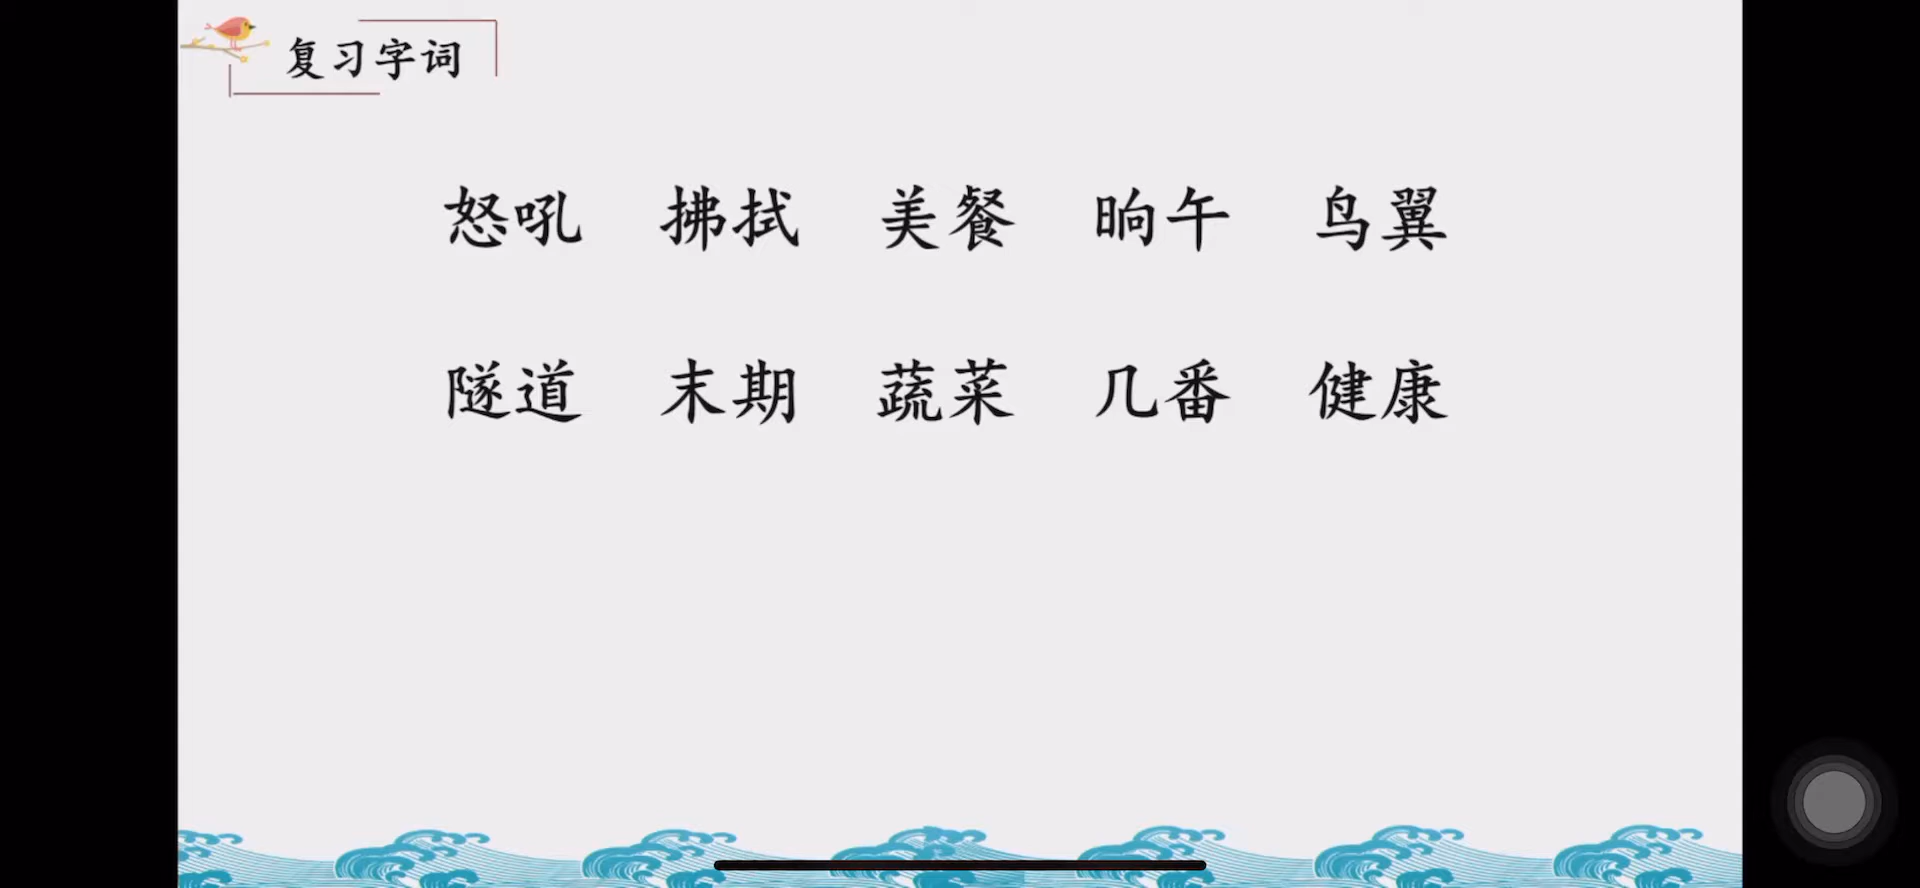 复习字词
怒吼 拂拭 美餐 晌午 鸟翼
隧道 末期 蔬菜 几番 健康